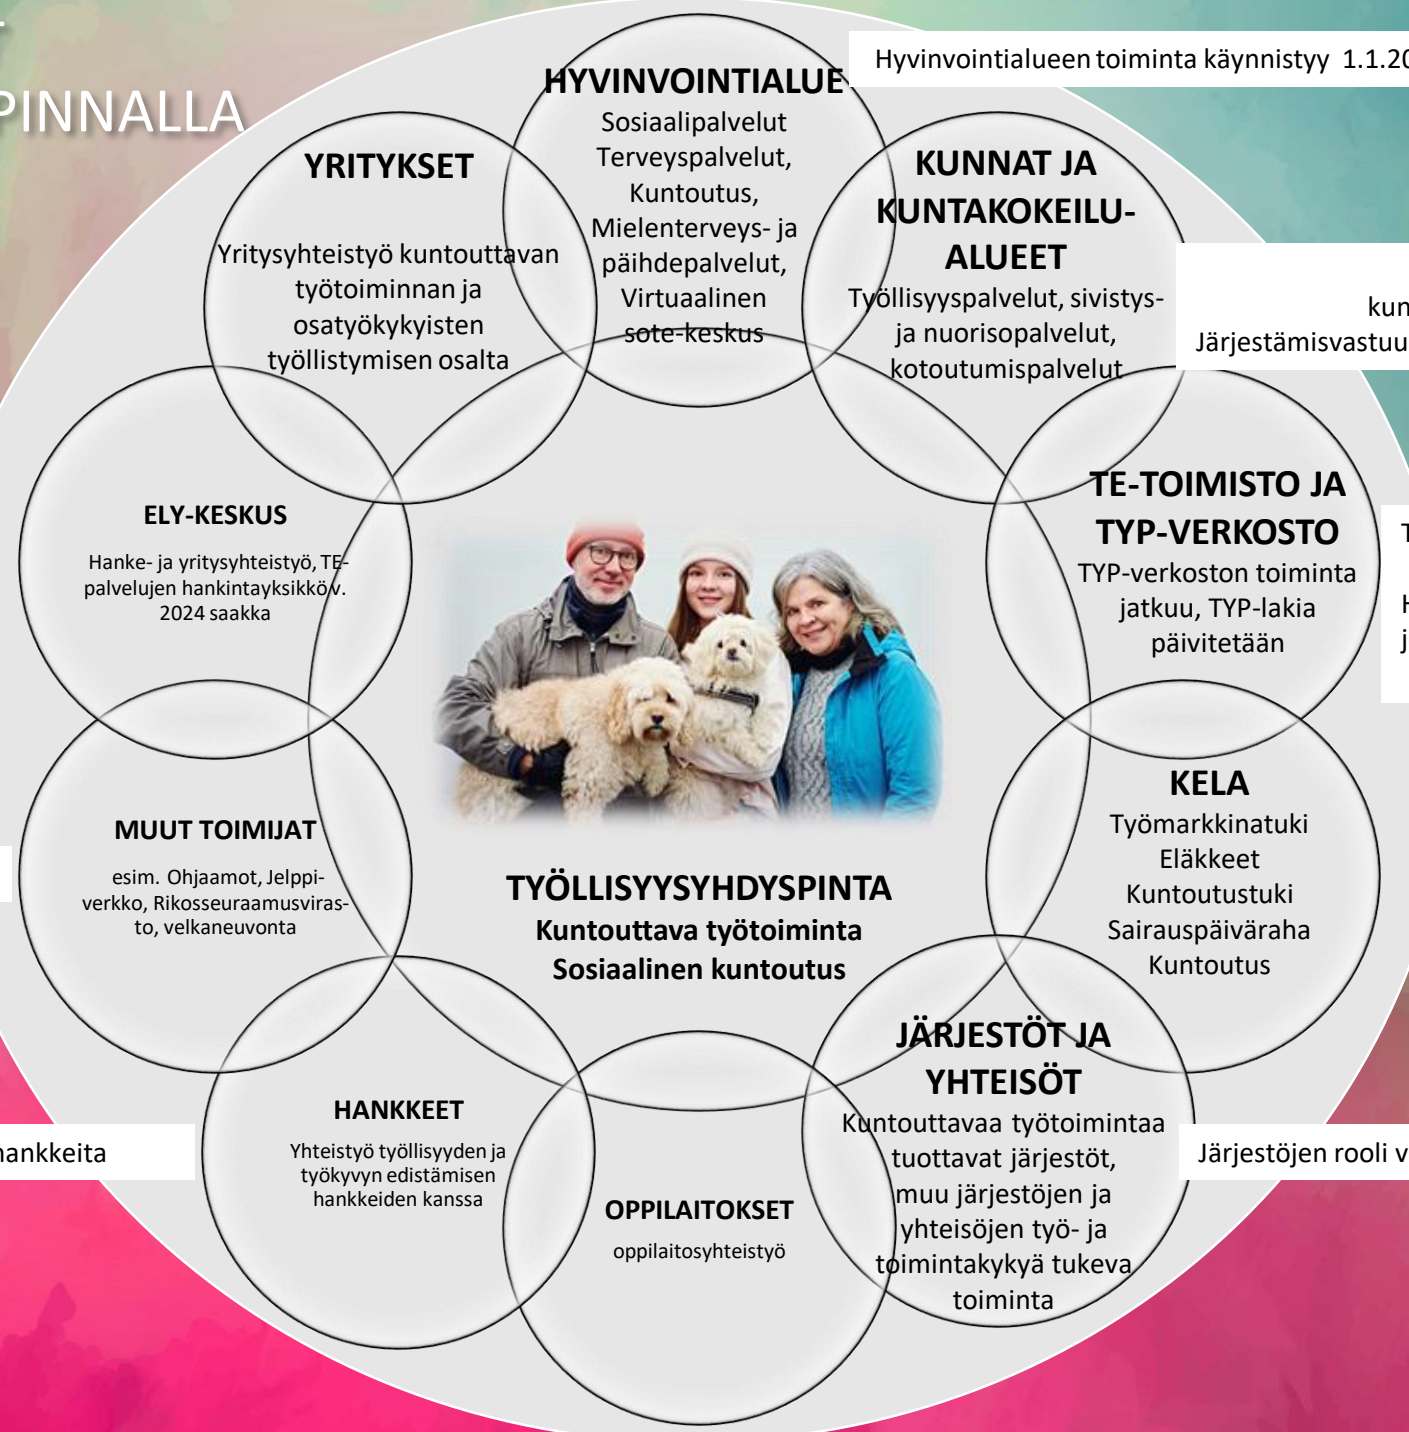 PINNALLA
Hyvinvointialueen toiminta käynnistyy 1.1.20
HYVINVOINTIALUE
Sosiaalipalvelut
Terveyspalvelut,
Kuntoutus,
Mielenterveys- ja
päihdepalvelut,
Virtuaalinen
sote-keskus
YRITYKSET
Yritysyhteistyö kuntouttavan
työtoiminnan ja
osatyökykyisten
työllistymisen osalta
KUNNAT JA
KUNTAKOKEILU-
ALUEET
Työllisyyspalvelut, sivistys-
ja nuorisopalvelut,
kotoutumispalvelut
kun
Järjestämisvastuu
ELY-KESKUS
Hanke- ja yritysyhteistyö, TE-
palvelujen hankintayksikkö v.
2024 saakka
TE-TOIMISTO JA
TYP-VERKOSTO
TYP-verkoston toiminta
jatkuu, TYP-lakia
päivitetään
T
H
j
MUUT TOIMIJAT
esim. Ohjaamot, Jelppi-
verkko, Rikosseuraamusviras-
to, velkaneuvonta
KELA
Työmarkkinatuki
Eläkkeet
Kuntoutustuki
Sairauspäiväraha
Kuntoutus
TYÖLLISYYSYHDYSPINTA
Kuntouttava työtoiminta
Sosiaalinen kuntoutus
hankkeita
HANKKEET
Yhteistyö työllisyyden ja
työkyvyn edistämisen
hankkeiden kanssa
OPPILAITOKSET
oppilaitosyhteistyö
JÄRJESTÖT JA
YHTEISÖT
Kuntouttavaa työtoimintaa
tuottavat järjestöt,
muu järjestöjen ja
yhteisöjen työ- ja
toimintakykyä tukeva
toiminta
Järjestöjen rooli v